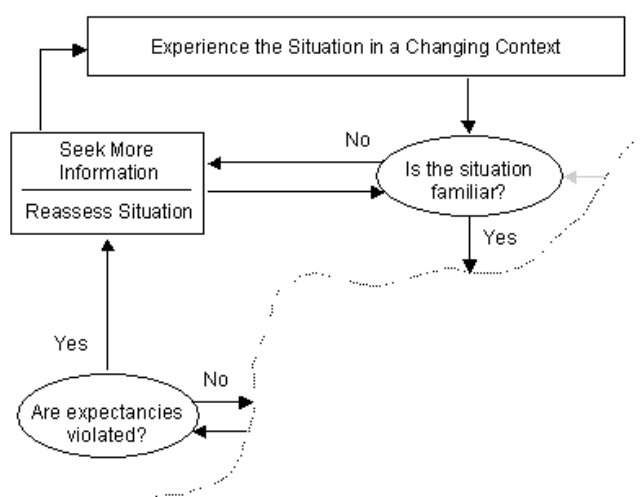 Experience the Situation in a Changing Context
No
Seek More
Information
Reassess Situation
Is the situation
familiar?
Yes
Yes
No
Are expectancies
violated?